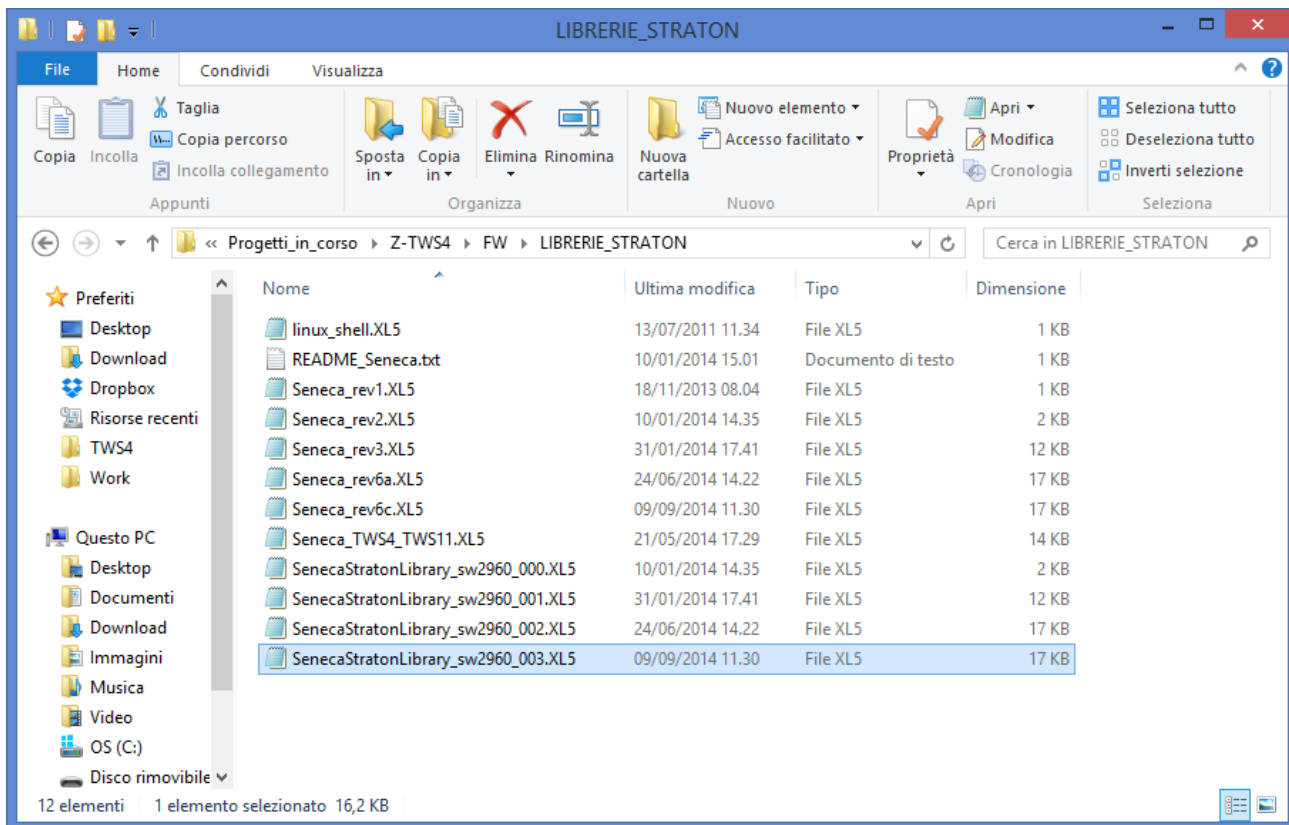 LIBRERIE_STRATON
File Home Condividi Visualizza
Copia Incolla Taglia Copia percorso Incolla collegamento
Appunti
Sposta in Copia in Elimina Rinomina
Organizza
Nuova cartella Nuovo elemento Accesso facilitato
Nuovo
Proprietà Apri Modifica Cronologia
Apri
Seleziona tutto Deseleziona tutto Inverti selezione
Seleziona
« Progetti_in_corso Z-TWS4 FW LIBRERIE_STRATON Cerca in LIBRERIE_STRATON
Preferiti
Desktop
Download
Dropbox
Risorse recenti
TWS4
Work
Questo PC
Desktop
Documenti
Download
Immagini
Musica
Video
OS (C:)
Disco rimovibile
Nome Ultima modifica Tipo Dimensione
linux_shell.XL5 13/07/2011 11.34 File XL5 1 KB
README_Seneca.txt 10/01/2014 15.01 Documento di testo 1 KB
Seneca_rev1.XL5 18/11/2013 08.04 File XL5 1 KB
Seneca_rev2.XL5 10/01/2014 14.35 File XL5 2 KB
Seneca_rev3.XL5 31/01/2014 17.41 File XL5 12 KB
Seneca_rev6a.XL5 24/06/2014 14.22 File XL5 17 KB
Seneca_rev6c.XL5 09/09/2014 11.30 File XL5 17 KB
Seneca_TWS4_TWS11.XL5 21/05/2014 17.29 File XL5 14 KB
SenecaStratonLibrary_sw2960_000.XL5 10/01/2014 14.35 File XL5 2 KB
SenecaStratonLibrary_sw2960_001.XL5 31/01/2014 17.41 File XL5 12 KB
SenecaStratonLibrary_sw2960_002.XL5 24/06/2014 14.22 File XL5 17 KB
SenecaStratonLibrary_sw2960_003.XL5 09/09/2014 11.30 File XL5 17 KB
12 elementi 1 elemento selezionato 16,2 KB